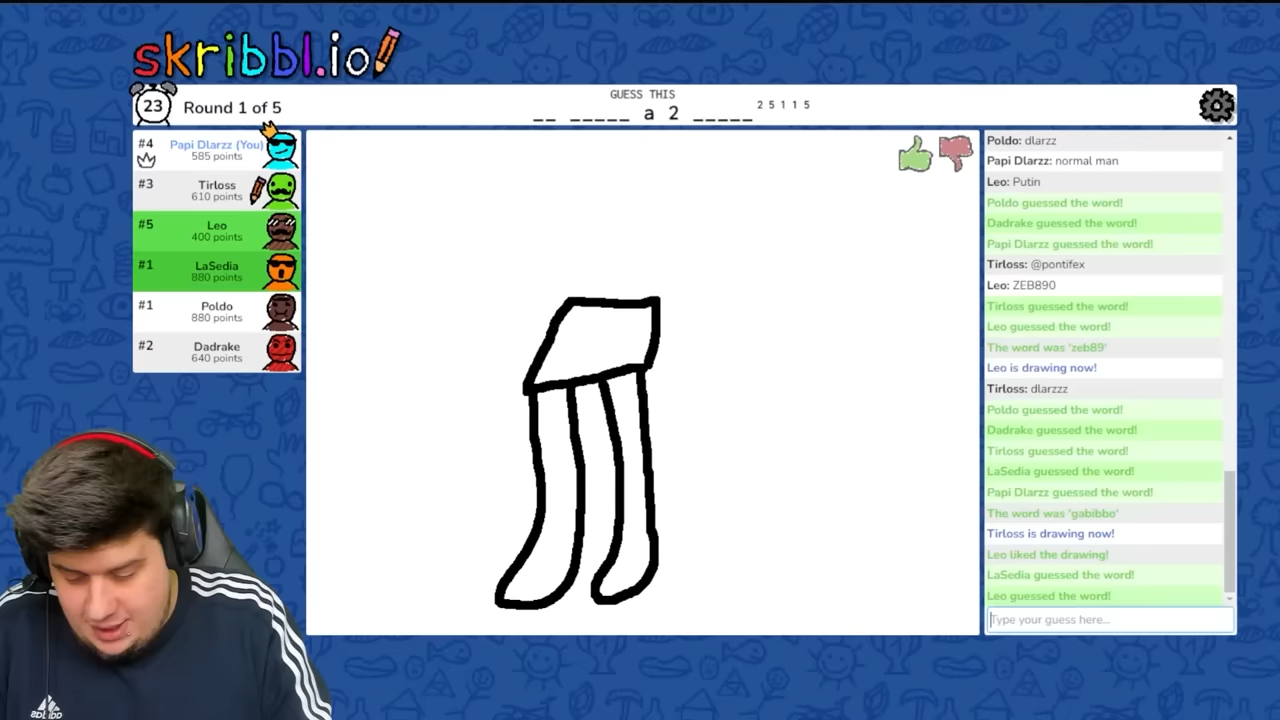 skribbl.io
23
Round 1 of 5
GUESS THIS
__ _____ a 2 _____ 2 5 1 1 5
#4
Papi Dlarzz (You)
585 points
#3
Tirloss
610 points
#5
Leo
400 points
#1
LaSedia
880 points
#1
Poldo
880 points
#2
Dadrake
640 points
Poldo: dlarzz
Papi Dlarzz: normal man
Leo: Putin
Poldo guessed the word!
Dadrake guessed the word!
Papi Dlarzz guessed the word!
Tirloss: @pontifex
Leo: ZEB890
Tirloss guessed the word!
Leo guessed the word!
The word was 'zeb89'
Leo is drawing now!
Tirloss: dlarzzz
Poldo guessed the word!
Dadrake guessed the word!
Tirloss guessed the word!
LaSedia guessed the word!
Papi Dlarzz guessed the word!
The word was 'gabibbo'
Tirloss is drawing now!
Leo liked the drawing!
LaSedia guessed the word!
Leo guessed the word!
Type your guess here...